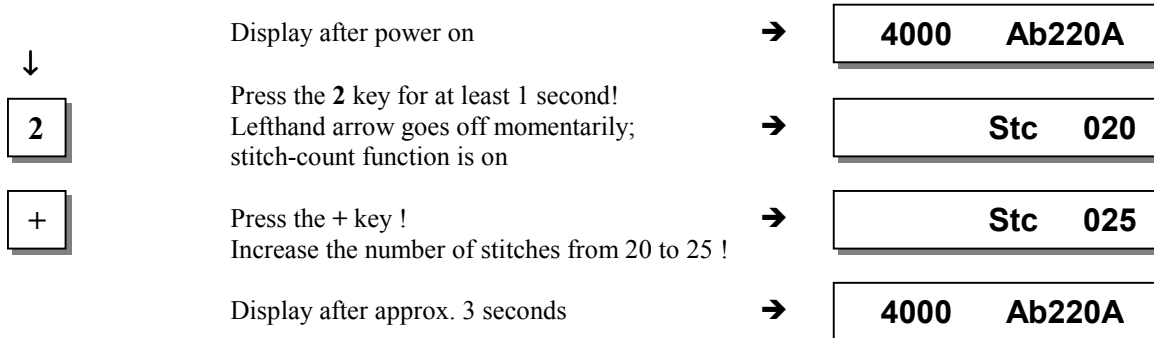 Display after power on ➔ 4000 Ab220A
↓
2 Press the 2 key for at least 1 second!
Lefthand arrow goes off momentarily; ➔ Stc 020
stitch-count function is on
+ Press the + key ! ➔ Stc 025
Increase the number of stitches from 20 to 25 !
Display after approx. 3 seconds ➔ 4000 Ab220A